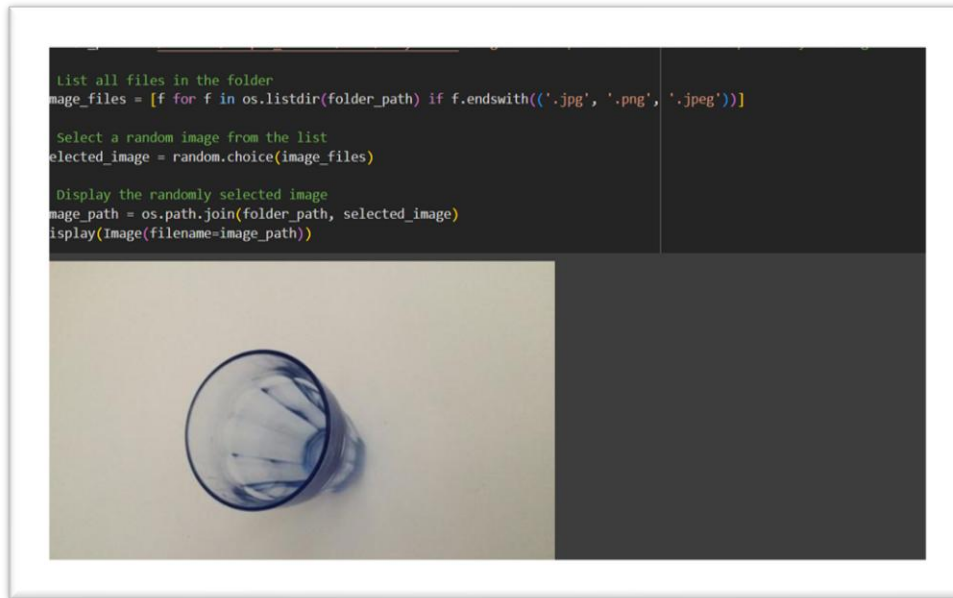 List all files in the folder
mage_files = [f for f in os.listdir(folder_path) if f.endswith(('.jpg', '.png', '.jpeg'))]
Select a random image from the list
elected_image = random.choice(image_files)
Display the randomly selected image
mage_path = os.path.join(folder_path, selected_image)
isplay(Image(filename=image_path))